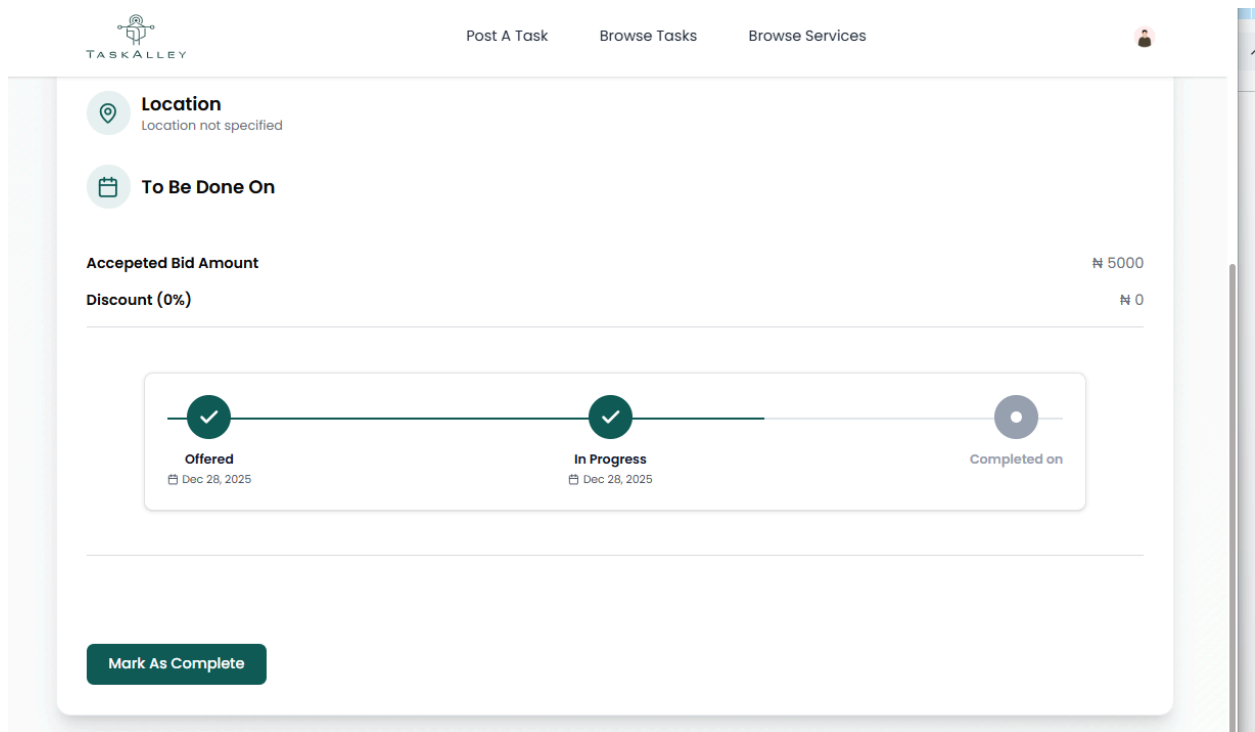 TASKALLEY
Post A Task
Browse Tasks
Browse Services
Location
Location not specified
To Be Done On
Accepeted Bid Amount
₦ 5000
Discount (0%)
₦ 0
Offered
Dec 28, 2025
In Progress
Dec 28, 2025
Completed on
Mark As Complete